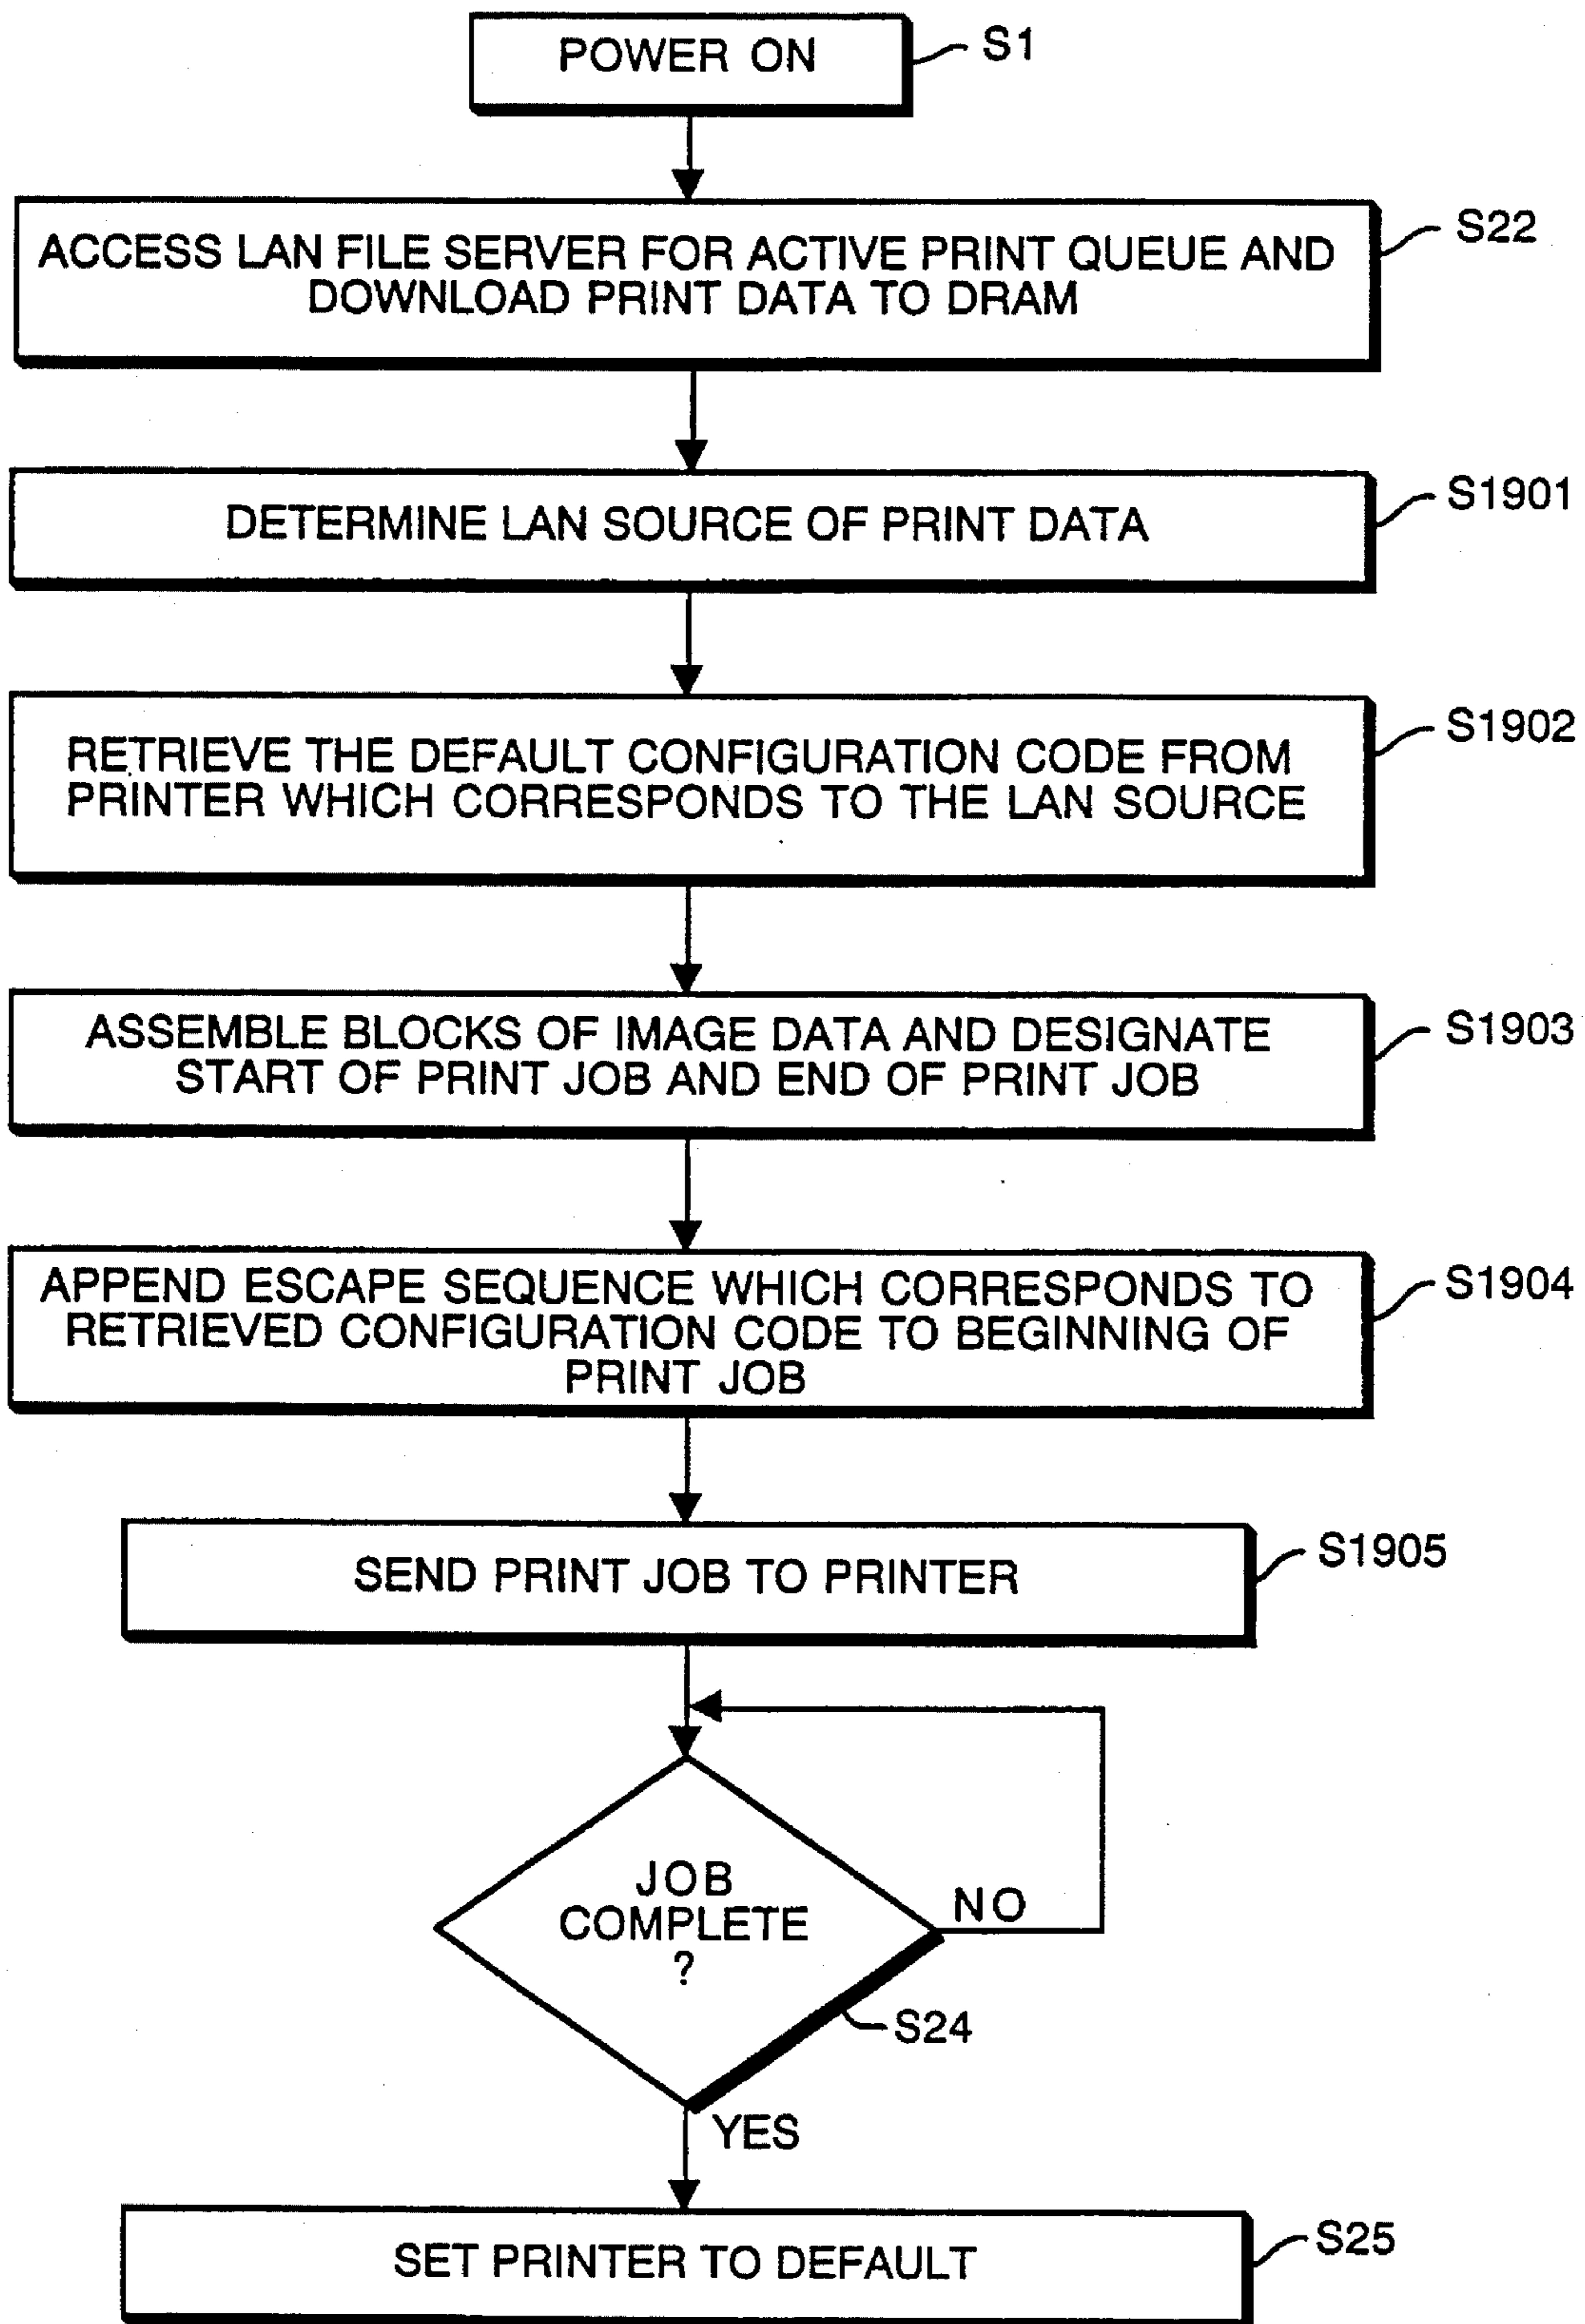 POWER ON
S1
ACCESS LAN FILE SERVER FOR ACTIVE PRINT QUEUE AND
DOWNLOAD PRINT DATA TO DRAM
S22
DETERMINE LAN SOURCE OF PRINT DATA
S1901
RETRIEVE THE DEFAULT CONFIGURATION CODE FROM
PRINTER WHICH CORRESPONDS TO THE LAN SOURCE
S1902
ASSEMBLE BLOCKS OF IMAGE DATA AND DESIGNATE
START OF PRINT JOB AND END OF PRINT JOB
S1903
APPEND ESCAPE SEQUENCE WHICH CORRESPONDS TO
RETRIEVED CONFIGURATION CODE TO BEGINNING OF
PRINT JOB
S1904
SEND PRINT JOB TO PRINTER
S1905
JOB
COMPLETE
?
NO
S24
YES
SET PRINTER TO DEFAULT
S25